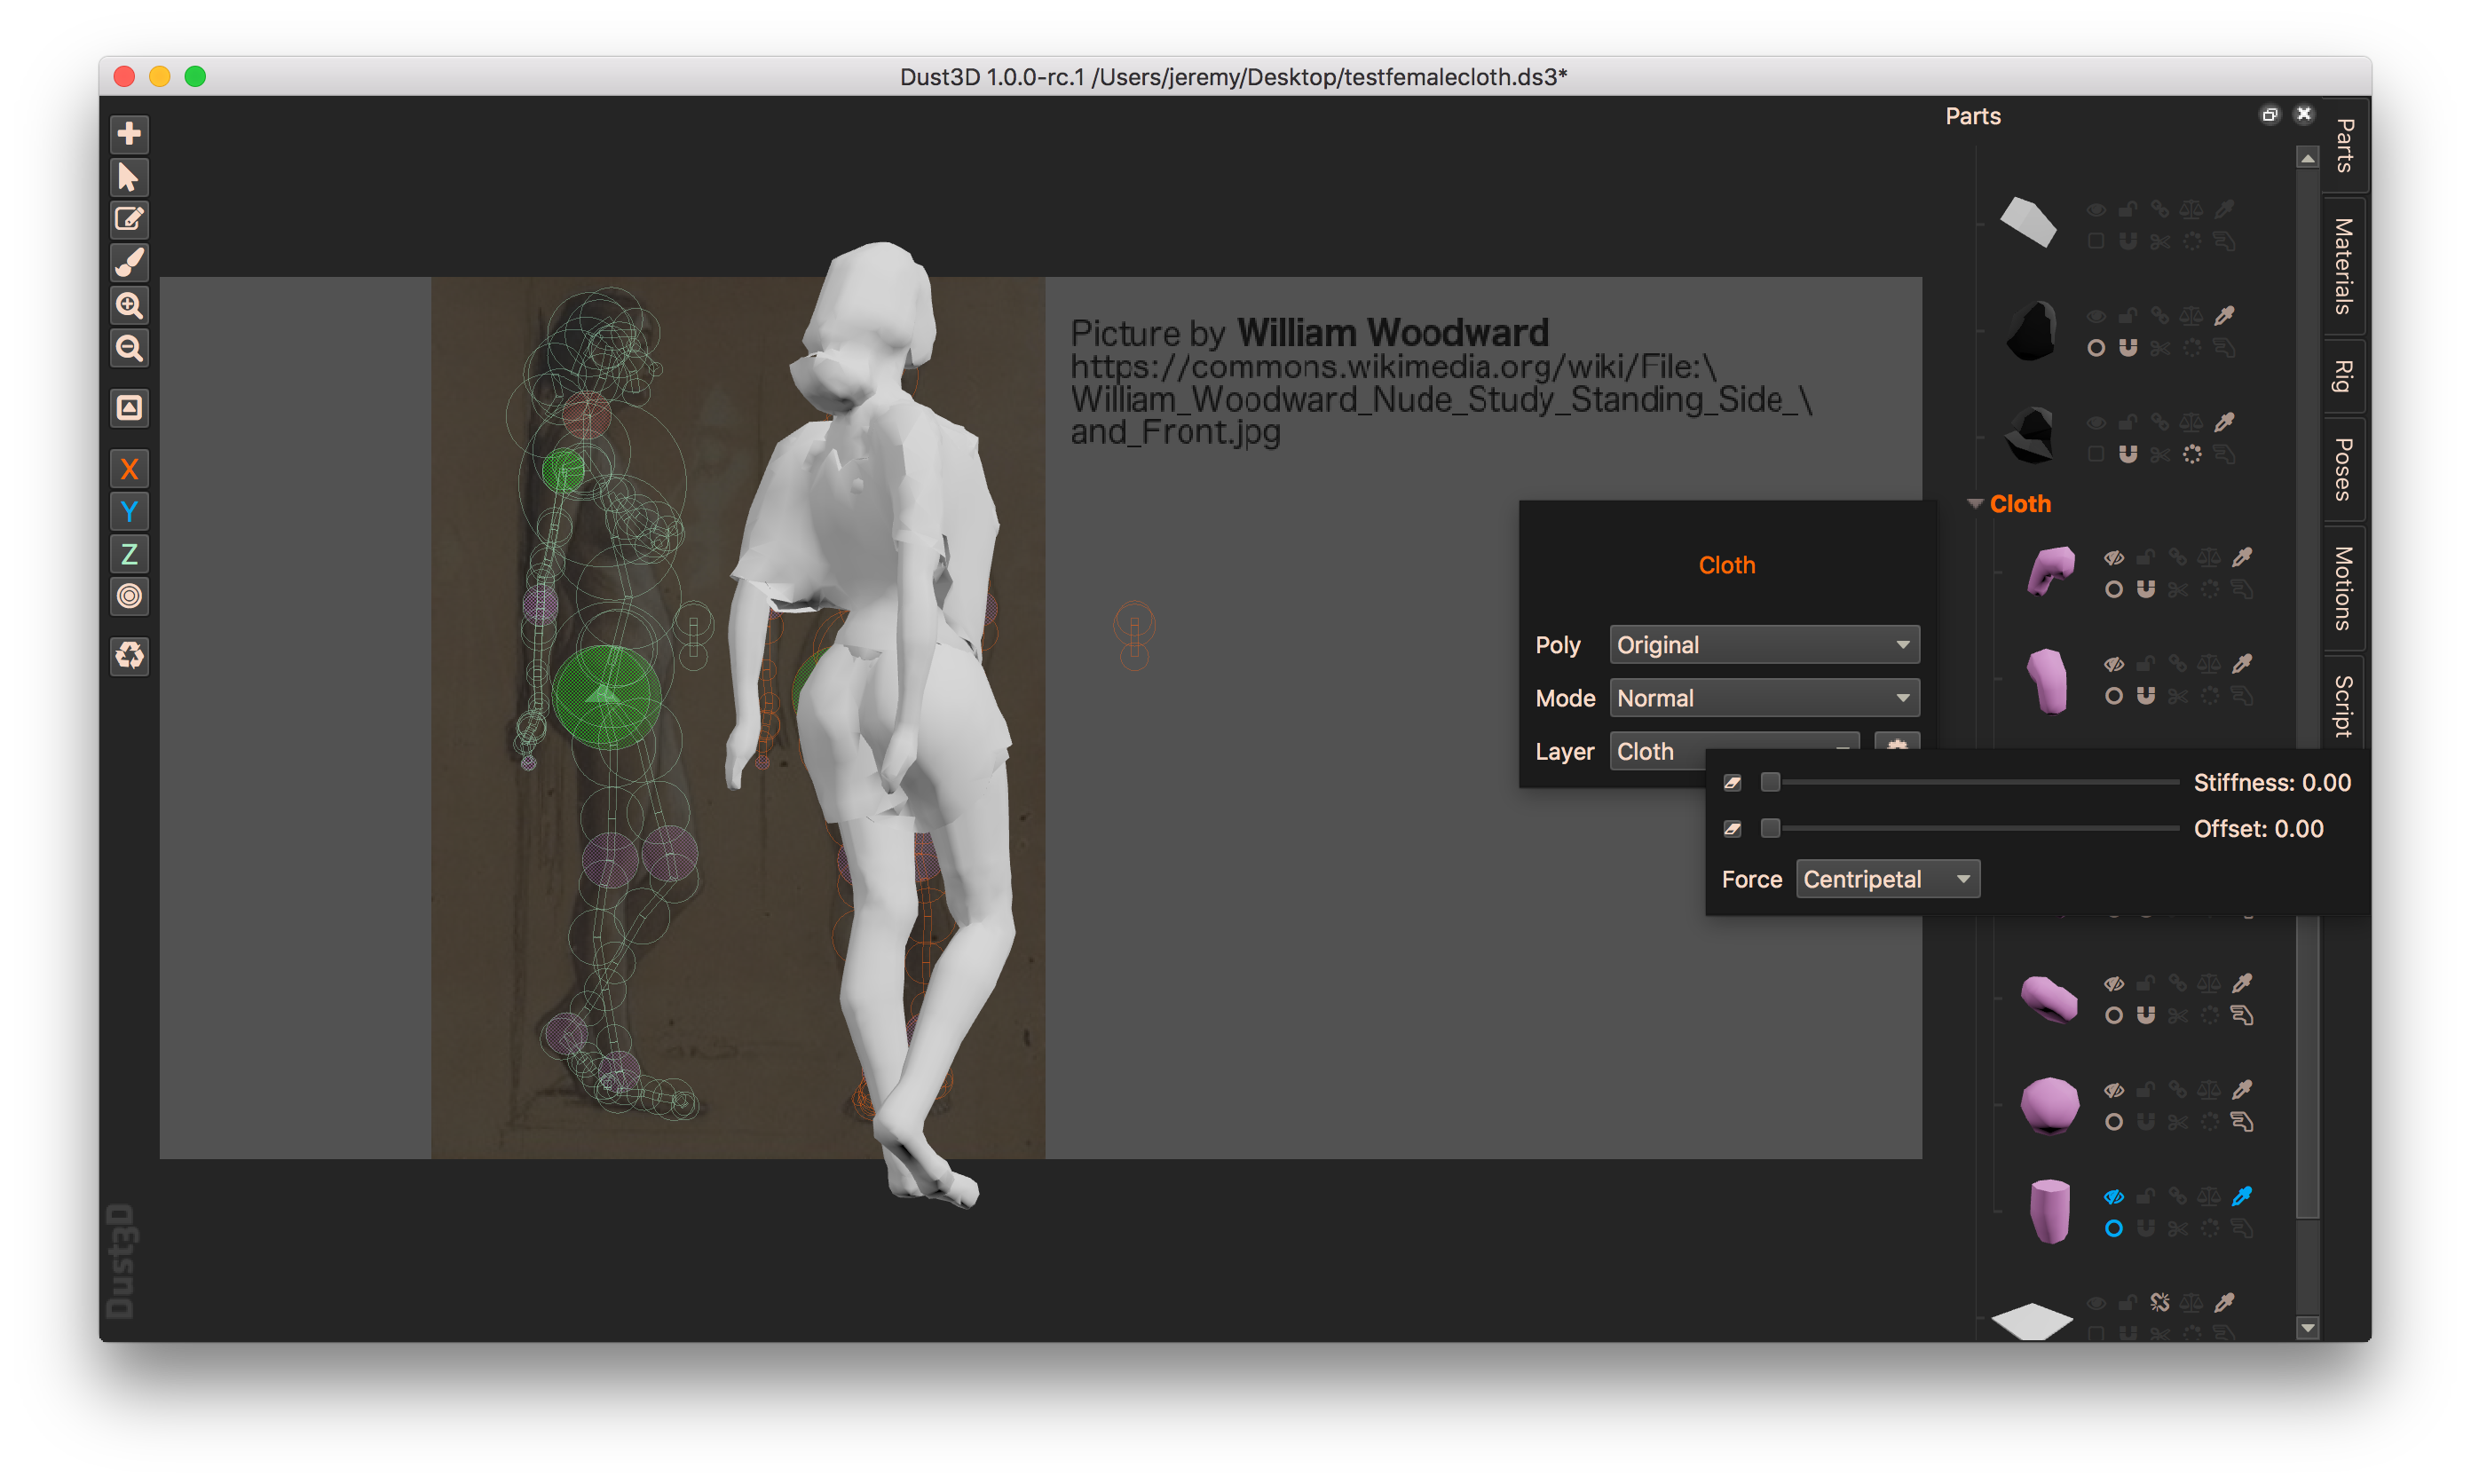 Dust3D 1.0.0-rc.1 /Users/jeremy/Desktop/testfemalecloth.ds3*
Parts
Parts
Materials
Rig
Poses
Motions
Script
X
Y
Z
Picture by William Woodward
https://commons.wikimedia.org/wiki/File:\
William_Woodward_Nude_Study_Standing_Side_\
and_Front.jpg
Cloth
Cloth
Poly Original
Mode Normal
Layer Cloth
Stiffness: 0.00
Offset: 0.00
Force Centripetal
Dust3D